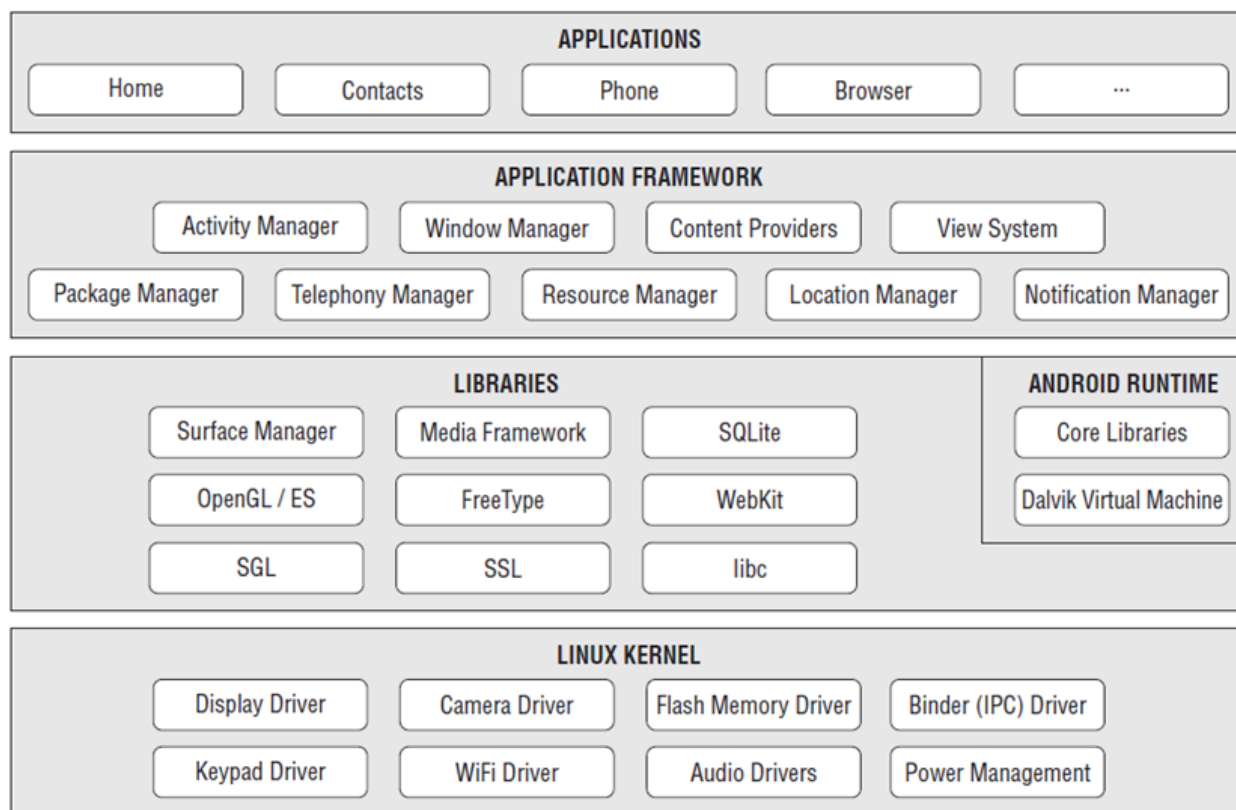 APPLICATIONS
Home
Contacts
Phone
Browser
...
APPLICATION FRAMEWORK
Activity Manager
Window Manager
Content Providers
View System
Package Manager
Telephony Manager
Resource Manager
Location Manager
Notification Manager
LIBRARIES
Surface Manager
Media Framework
SQLite
OpenGL / ES
FreeType
WebKit
SGL
SSL
libc
ANDROID RUNTIME
Core Libraries
Dalvik Virtual Machine
LINUX KERNEL
Display Driver
Camera Driver
Flash Memory Driver
Binder (IPC) Driver
Keypad Driver
WiFi Driver
Audio Drivers
Power Management